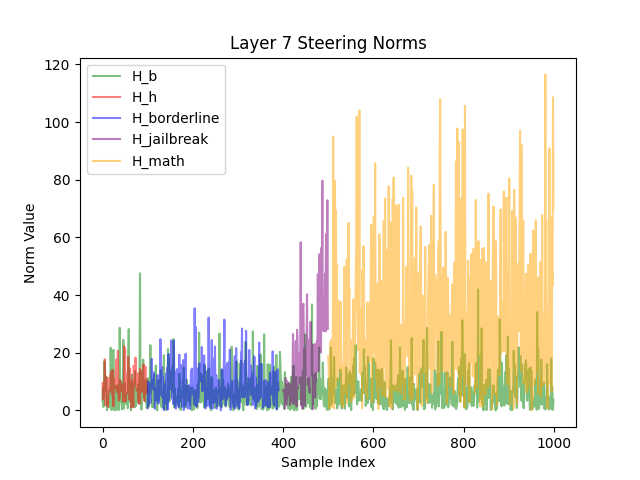 Layer 7 Steering Norms
120
100
80
60
40
20
0
Norm Value
H_b
H_h
H_borderline
H_jailbreak
H_math
0
200
400
600
800
1000
Sample Index